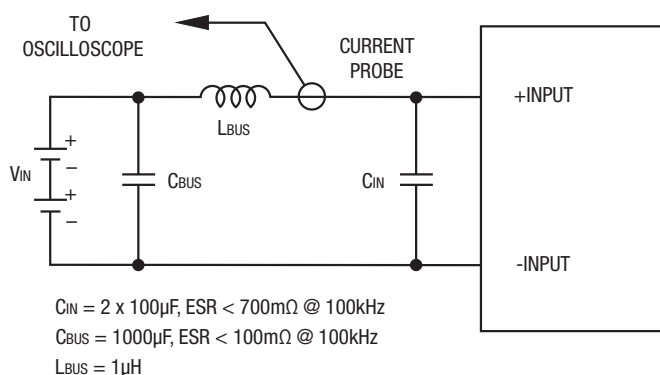 TO
OSCILLOSCOPE
CURRENT
PROBE
+INPUT
LBUS
+
VIN
−
+
−
CBUS
CIN
-INPUT
CIN = 2 x 100µF, ESR < 700mΩ @ 100kHz
CBUS = 1000µF, ESR < 100mΩ @ 100kHz
LBUS = 1µH